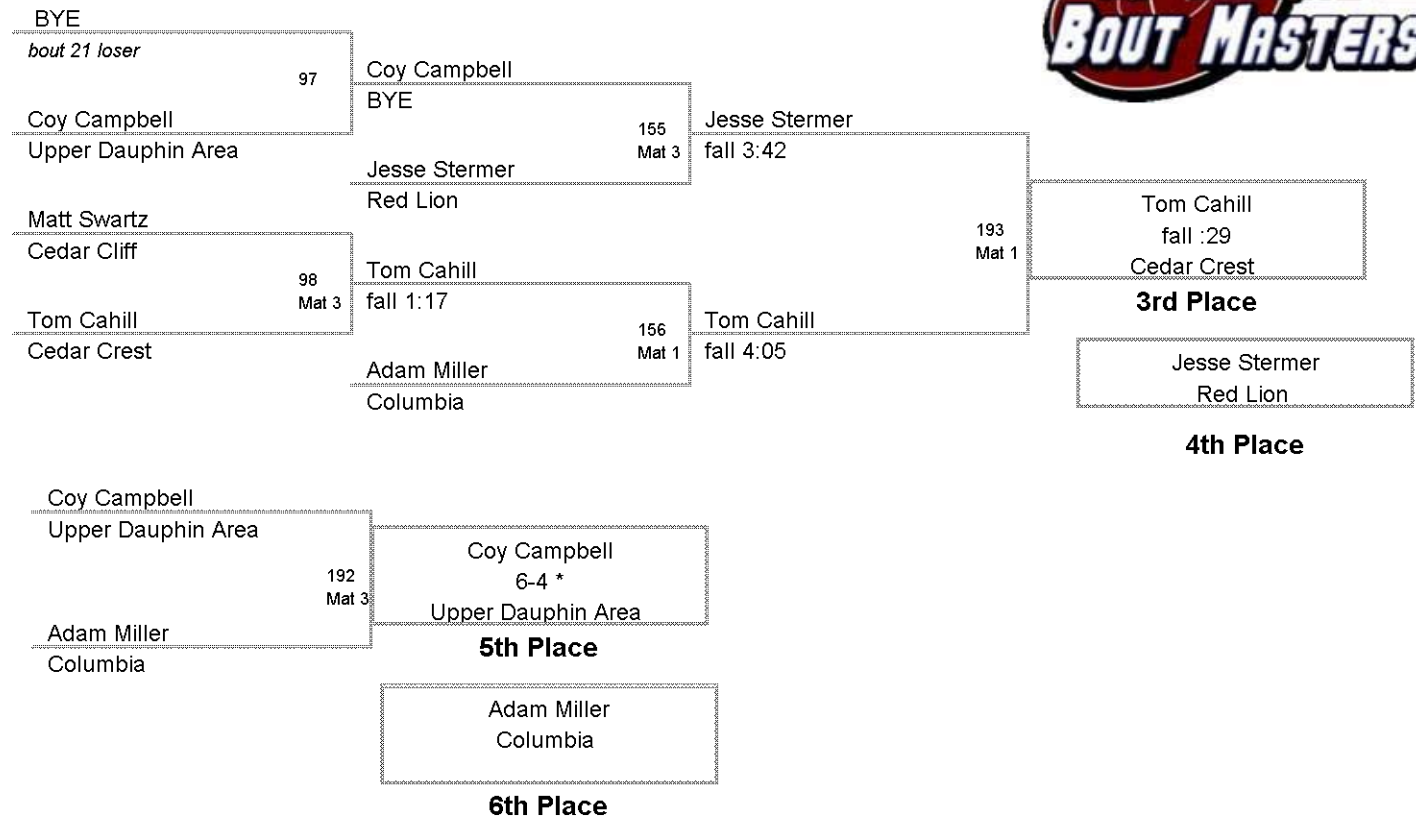 BOUT MASTERS
BYE
bout 21 loser
97
Coy Campbell
Upper Dauphin Area
Coy Campbell
BYE
155
Mat 3
Jesse Stermer
Red Lion
Jesse Stermer
fall 3:42
Matt Swartz
Cedar Cliff
98
Mat 3
Tom Cahill
Cedar Crest
Tom Cahill
fall 1:17
156
Mat 1
Adam Miller
Columbia
Tom Cahill
fall 4:05
193
Mat 1
Tom Cahill
fall :29
Cedar Crest
3rd Place
Jesse Stermer
Red Lion
4th Place
Coy Campbell
Upper Dauphin Area
192
Mat 3
Adam Miller
Columbia
Coy Campbell
6-4 *
Upper Dauphin Area
5th Place
Adam Miller
Columbia
6th Place